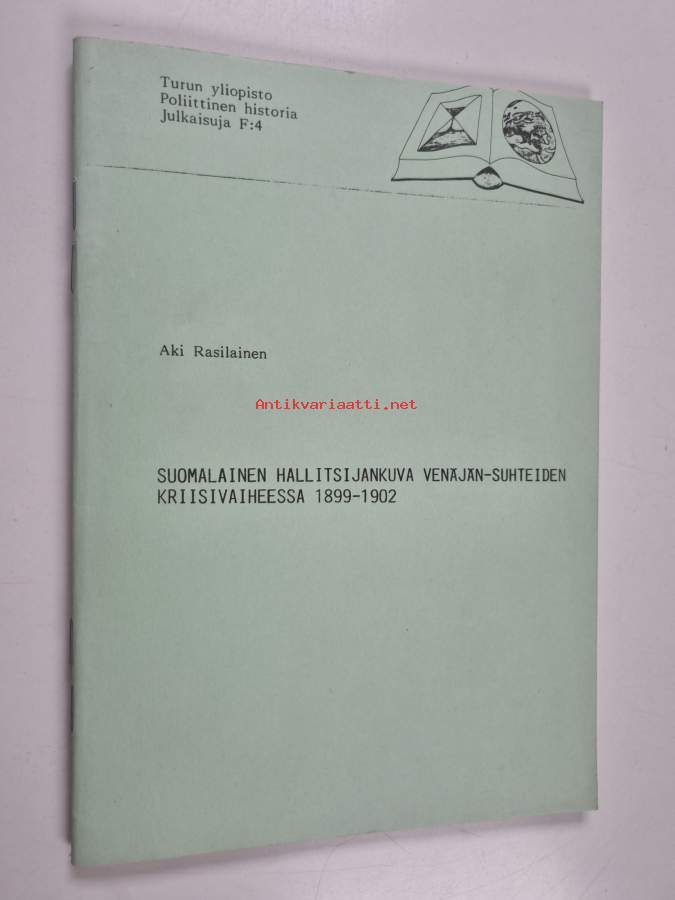 Turun yliopisto
Poliittinen historia
Julkaisuja F:4
Aki Rasilainen
Antikvariaatti.net
SUOMALAINEN HALLITSIJANKUVA VENÄJÄN-SUHTEIDEN
KRIISIVAIHEESSA 1899-1902